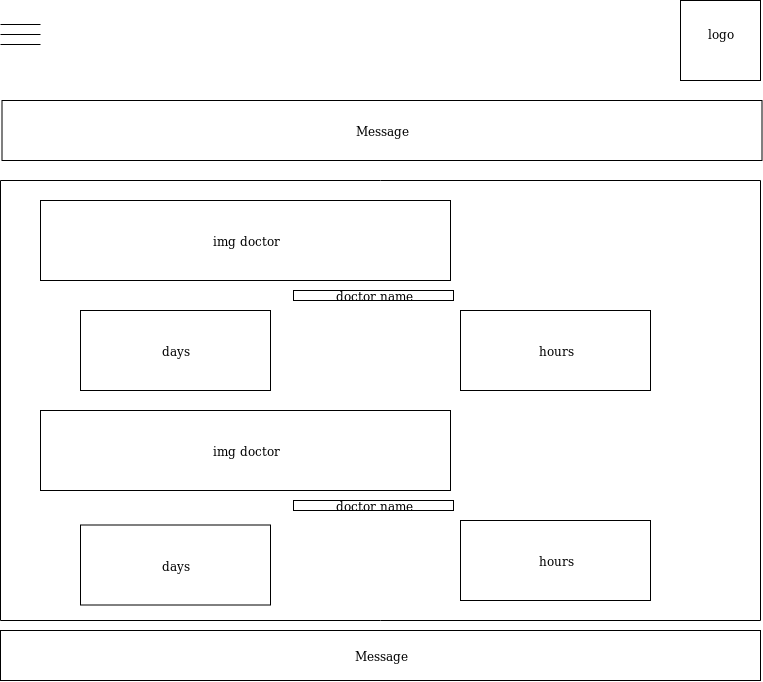 logo
Message
img doctor
doctor name
days
hours
img doctor
doctor name
days
hours
Message